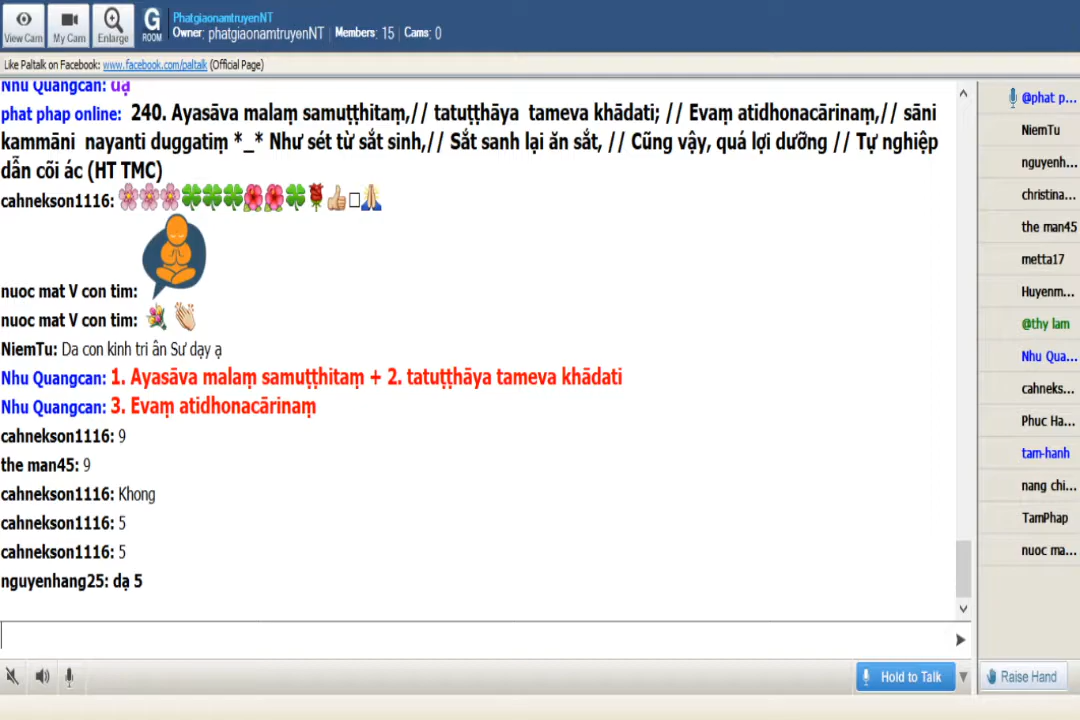 View Cam
My Cam
Enlarge
G
ROOM
PhatgiaonamtruyenNT
Owner: phatgiaonamtruyenNT | Members: 15 | Cams: 0
Like Paltalk on Facebook: www.facebook.com/paltalk (Official Page)
Nhu Quangcan: dạ
phat phap online: 240. Ayasāva malaṃ samuṭṭhitaṃ,// tatuṭṭhāya tameva khādati; // Evaṃ atidhonacārinaṃ,// sāni
kammāni nayanti duggatiṃ *_* Như sét từ sắt sinh,// Sắt sanh lại ăn sắt, // Cũng vậy, quá lợi dưỡng // Tự nghiệp
dẫn cõi ác (HT TMC)
cahnekson1116: 🌸🌸🌸🍀🍀🍀🌺🌺🍀🌹👍□🙏
nuoc mat V con tim:
nuoc mat V con tim: 💐 👏
NiemTu: Da con kinh tri ân Sư dạy ạ
Nhu Quangcan: 1. Ayasāva malaṃ samuṭṭhitaṃ + 2. tatuṭṭhāya tameva khādati
Nhu Quangcan: 3. Evaṃ atidhonacārinaṃ
cahnekson1116: 9
the man45: 9
cahnekson1116: Khong
cahnekson1116: 5
cahnekson1116: 5
nguyenhang25: dạ 5
@phat p...
NiemTu
nguyenh...
christina...
the man45
metta17
Huyenm...
@thy lam
Nhu Qua...
cahneks...
Phuc Ha...
tam-hanh
nang chi...
TamPhap
nuoc ma...
Hold to Talk
Raise Hand